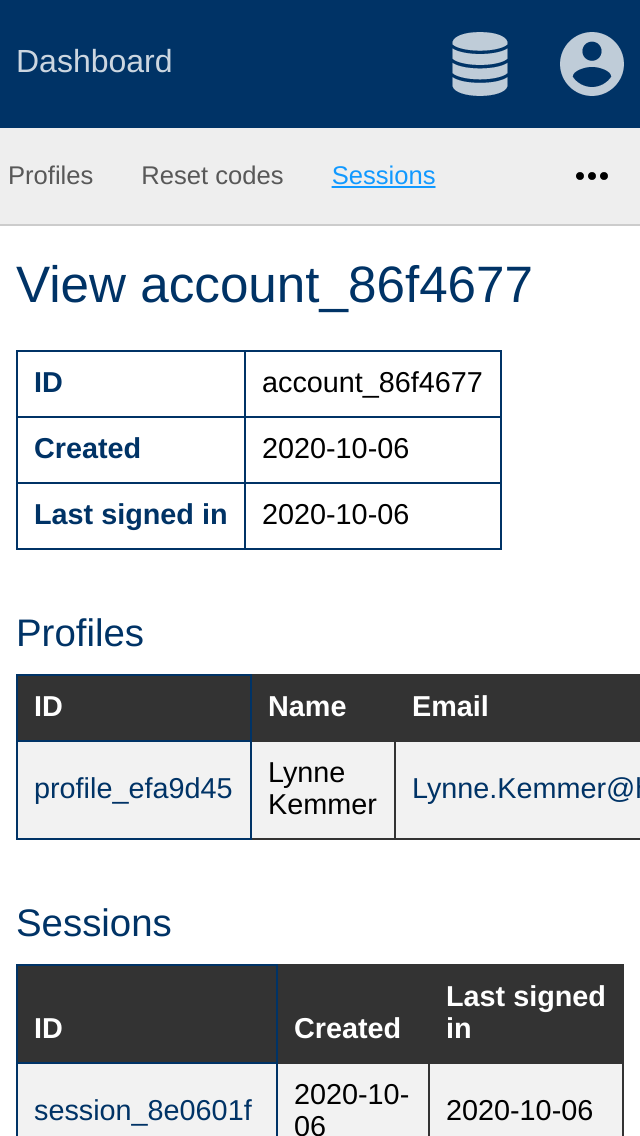 Dashboard
Profiles Reset codes Sessions
View account_86f4677
ID account_86f4677
Created 2020-10-06
Last signed in 2020-10-06
Profiles
ID Name Email
profile_efa9d45 Lynne Kemmer Lynne.Kemmer@
Sessions
ID Created Last signed in
session_8e0601f 2020-10-06 2020-10-06